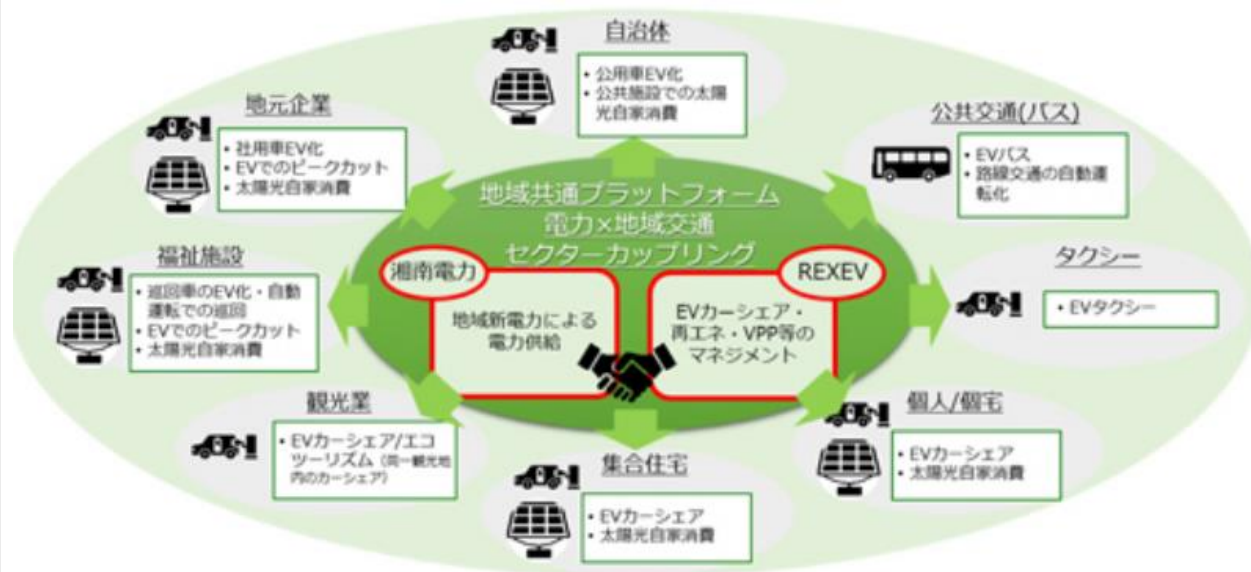 自治体
• 公用車EV化
• 公共施設での太陽
光自家消費
地元企業
• 社用車EV化
• EVでのピークカット
• 太陽光自家消費
公共交通(バス)
• EVバス
• 路線交通の自動運
転化
地域共通プラットフォーム
電力×地域交通
セクターカップリング
福祉施設
• 巡回車のEV化・自動
運転での巡回
• EVでのピークカット
• 太陽光自家消費
湘南電力
地域新電力による
電力供給
REXEV
EVカーシェア・
再エネ・VPP等の
マネジメント
タクシー
• EVタクシー
観光業
• EVカーシェア/エコ
ツーリズム（同一観光地
内のカーシェア）
集合住宅
• EVカーシェア
• 太陽光自家消費
個人/個宅
• EVカーシェア
• 太陽光自家消費